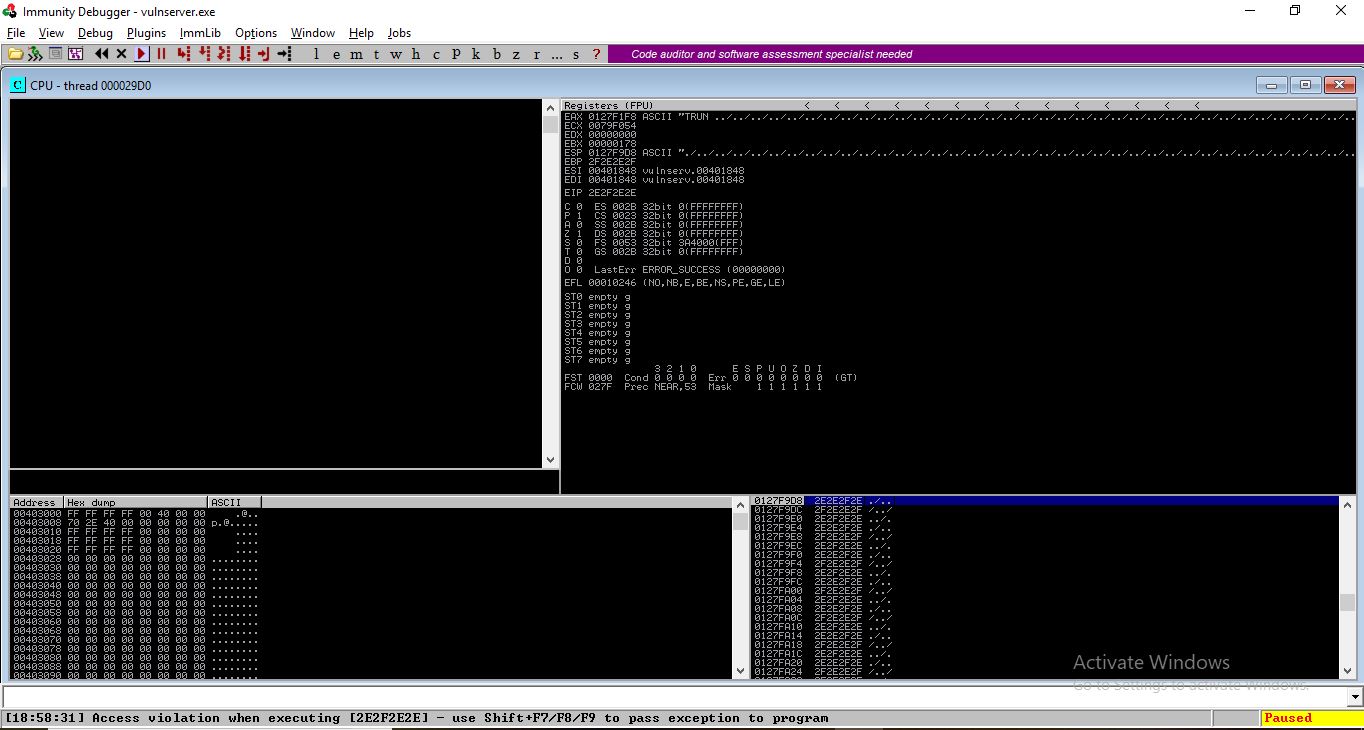 Immunity Debugger - vulnserver.exe
File View Debug Plugins ImmLib Options Window Help Jobs
l e m t w h c P k b z r ... s ? Code auditor and software assessment specialist needed
C CPU - thread 000029D0
Registers (FPU) < < < < < < < < < < < < < <
EAX 0127F1F8 ASCII "TRUN ../../../../../../../../../../../../../../../../../../../../../../..
ECX 0079F054
EDX 00000000
EBX 00000178
ESP 0127F9D8 ASCII "./../../../../../../../../../../../../../../../../../../../../../../../..
EBP 2F2E2E2F
ESI 00401848 vulnserv.00401848
EDI 00401848 vulnserv.00401848
EIP 2E2F2E2E
C 0 ES 002B 32bit 0(FFFFFFFF)
P 1 CS 0023 32bit 0(FFFFFFFF)
A 0 SS 002B 32bit 0(FFFFFFFF)
Z 1 DS 002B 32bit 0(FFFFFFFF)
S 0 FS 0053 32bit 3A4000(FFF)
T 0 GS 002B 32bit 0(FFFFFFFF)
D 0
O 0 LastErr ERROR_SUCCESS (00000000)
EFL 00010246 (NO,NB,E,BE,NS,PE,GE,LE)
ST0 empty g
ST1 empty g
ST2 empty g
ST3 empty g
ST4 empty g
ST5 empty g
ST6 empty g
ST7 empty g
3 2 1 0 E S P U O Z D I
FST 0000 Cond 0 0 0 0 Err 0 0 0 0 0 0 0 0 (GT)
FCW 027F Prec NEAR,53 Mask 1 1 1 1 1 1
Address Hex dump ASCII
00403000 FF FF FF FF 00 40 00 00 .@..
00403008 70 2E 40 00 00 00 00 00 p.@.....
00403010 FF FF FF FF 00 00 00 00 ....
00403018 FF FF FF FF 00 00 00 00 ....
00403020 FF FF FF FF 00 00 00 00 ....
00403028 00 00 00 00 00 00 00 00 ........
00403030 00 00 00 00 00 00 00 00 ........
00403038 00 00 00 00 00 00 00 00 ........
00403040 00 00 00 00 00 00 00 00 ........
00403048 00 00 00 00 00 00 00 00 ........
00403050 00 00 00 00 00 00 00 00 ........
00403058 00 00 00 00 00 00 00 00 ........
00403060 00 00 00 00 00 00 00 00 ........
00403068 00 00 00 00 00 00 00 00 ........
00403070 00 00 00 00 00 00 00 00 ........
00403078 00 00 00 00 00 00 00 00 ........
00403080 00 00 00 00 00 00 00 00 ........
00403088 00 00 00 00 00 00 00 00 ........
00403090 00 00 00 00 00 00 00 00 ........
0127F9D8 2E2E2F2E ./..
0127F9DC 2F2E2E2F /../
0127F9E0 2E2F2E2E ../.
0127F9E4 2E2E2F2E ./..
0127F9E8 2F2E2E2F /../
0127F9EC 2E2F2E2E ../.
0127F9F0 2E2E2F2E ./..
0127F9F4 2F2E2E2F /../
0127F9F8 2E2F2E2E ../.
0127F9FC 2E2E2F2E ./..
0127FA00 2F2E2E2F /../
0127FA04 2E2F2E2E ../.
0127FA08 2E2E2F2E ./..
0127FA0C 2F2E2E2F /../
0127FA10 2E2F2E2E ../.
0127FA14 2E2E2F2E ./..
0127FA18 2F2E2E2F /../
0127FA1C 2E2F2E2E ../.
0127FA20 2E2E2F2E ./..
0127FA24 2F2E2E2F /../
Activate Windows
Go to Settings to activate Windows.
[18:58:31] Access violation when executing [2E2F2E2E] - use Shift+F7/F8/F9 to pass exception to program
Paused